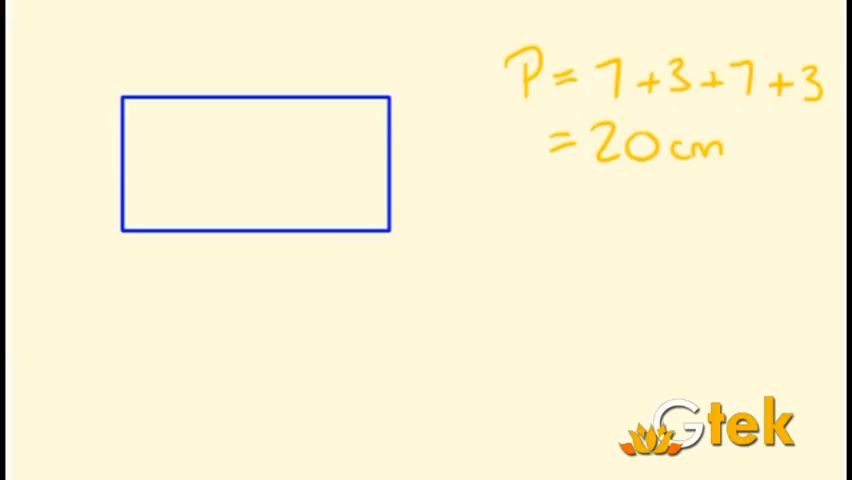 P = 7 + 3 + 7 + 3
= 20 cm
Gtek